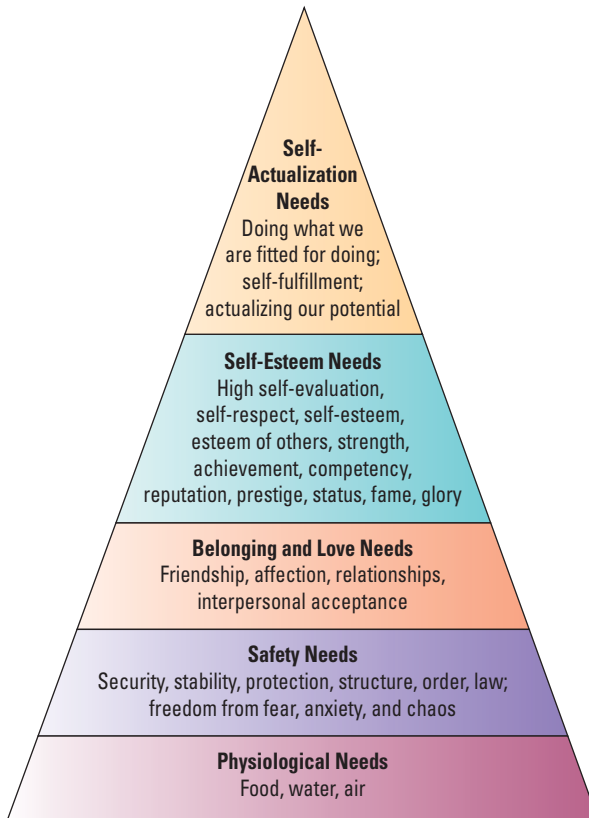 Self-
Actualization
Needs
Doing what we
are fitted for doing;
self-fulfillment;
actualizing our potential
Self-Esteem Needs
High self-evaluation,
self-respect, self-esteem,
esteem of others, strength,
achievement, competency,
reputation, prestige, status, fame, glory
Belonging and Love Needs
Friendship, affection, relationships,
interpersonal acceptance
Safety Needs
Security, stability, protection, structure, order, law;
freedom from fear, anxiety, and chaos
Physiological Needs
Food, water, air